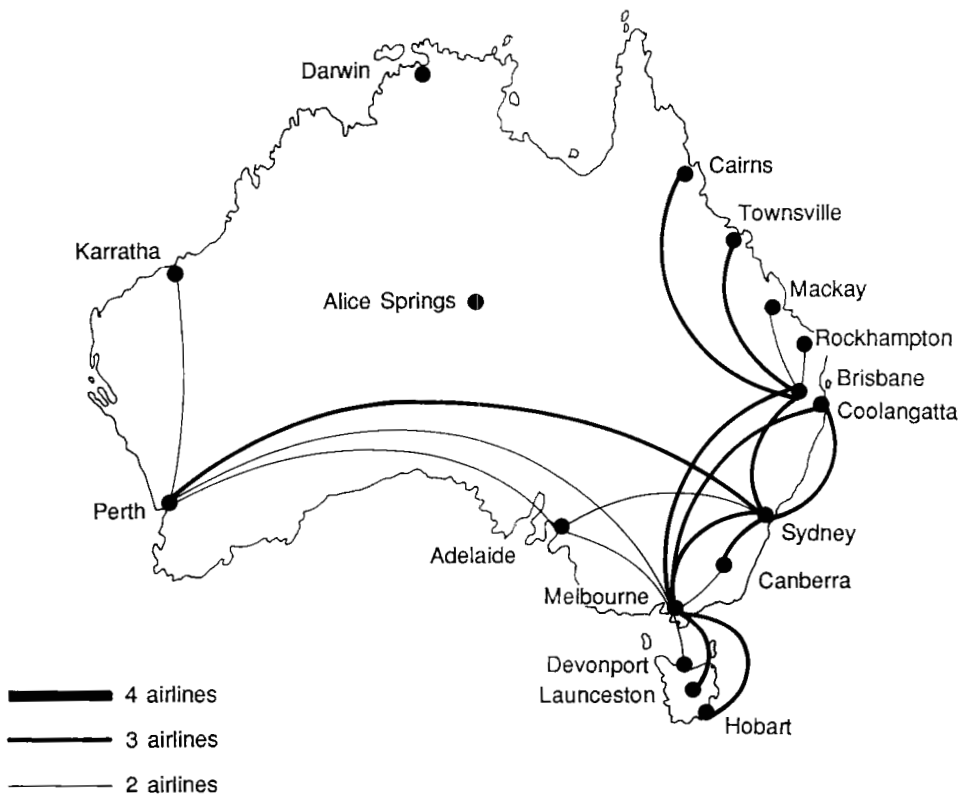 Darwin
Cairns
Townsville
Karratha
Mackay
Alice Springs
Rockhampton
Brisbane
Coolangatta
Perth
Sydney
Adelaide
Canberra
Melbourne
Devonport
Launceston
Hobart
4 airlines
3 airlines
2 airlines